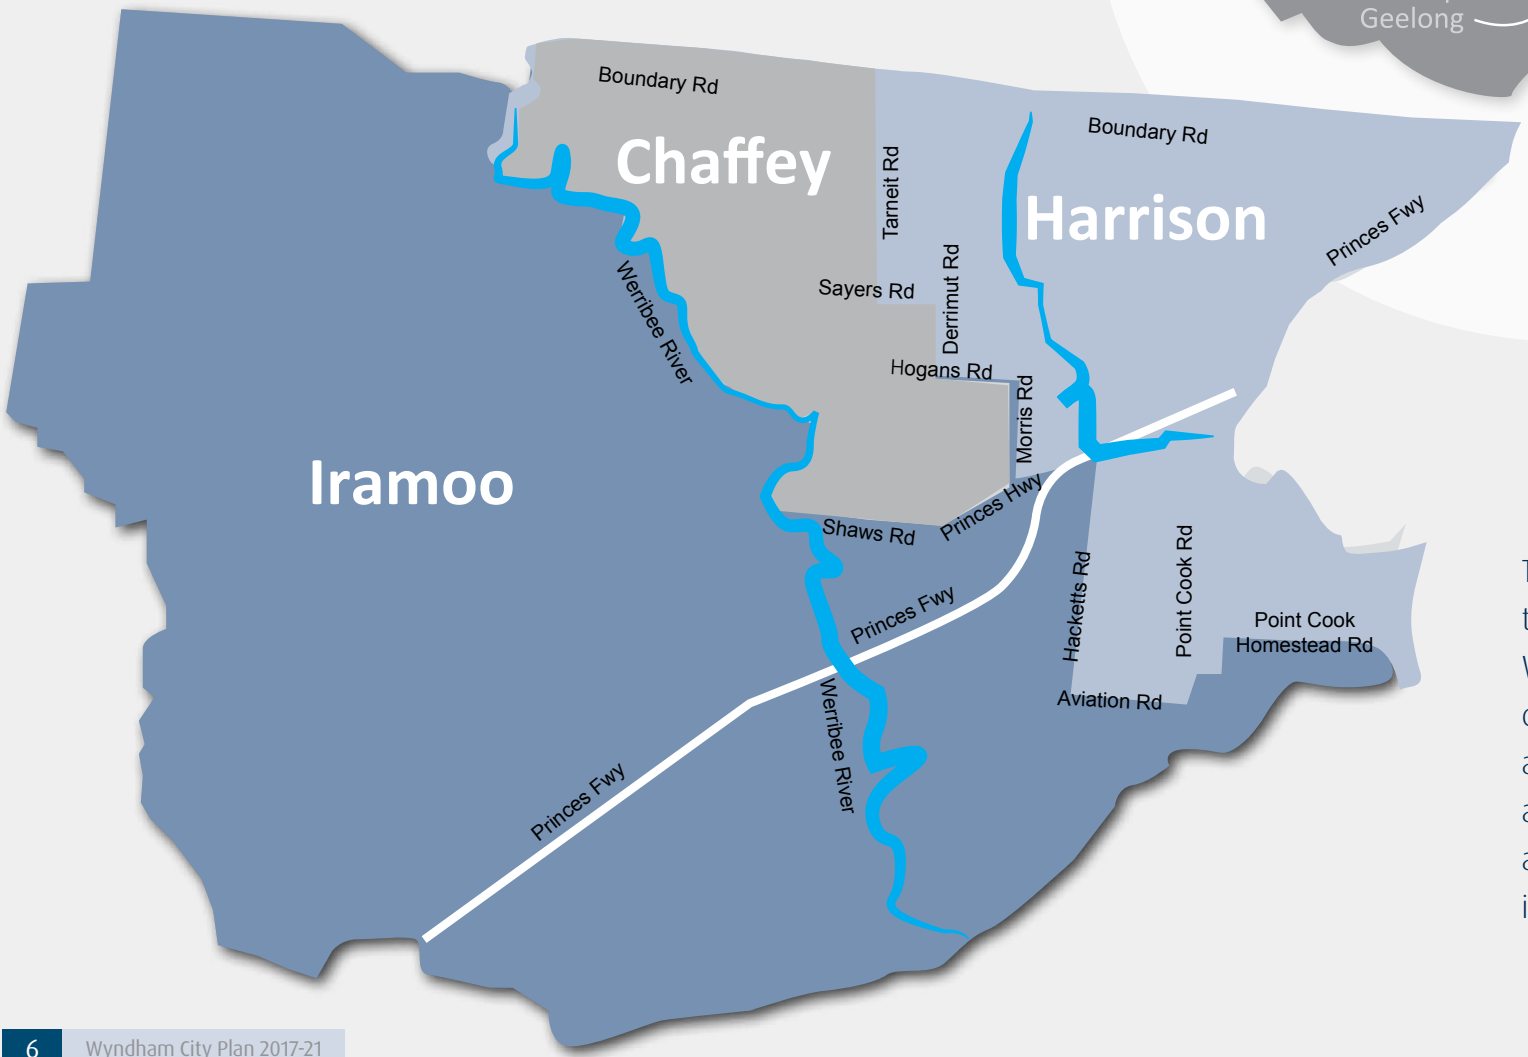 Geelong
Boundary Rd
Chaffey
Boundary Rd
Tarneit Rd
Harrison
Princes Fwy
Sayers Rd
Derrimut Rd
Werribee River
Hogans Rd
Morris Rd
Iramoo
Princes Hwy
Shaws Rd
Princes Fwy
Hacketts Rd
Point Cook Rd
Point Cook
Homestead Rd
Aviation Rd
Werribee River
Princes Fwy
6
Wyndham City Plan 2017-21